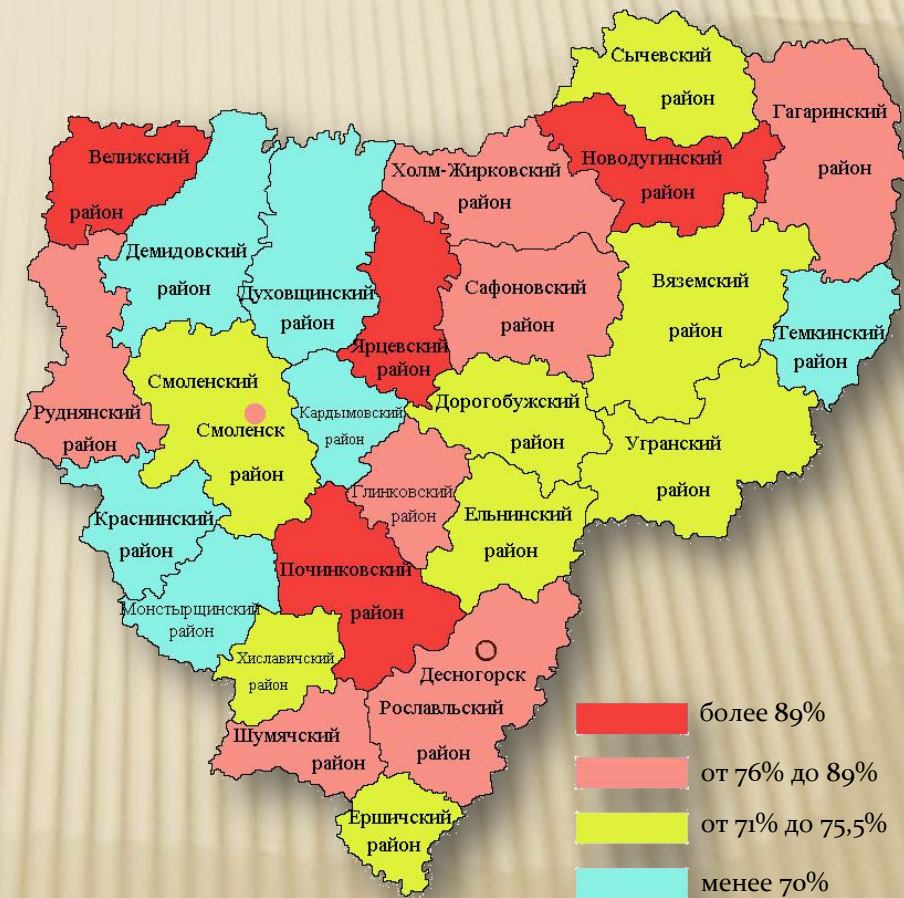 Сычевский
район
Гагаринский
район
Велижский
район
Холм-Жирковский
район
Новодугинский
район
Демидовский
район
Духовщинский
район
Сафоновский
район
Вяземский
район
Темкинский
район
Ярцевский
район
Смоленский
Смоленск
район
Руднянский
район
Кардымовский
район
Дорогобужский
район
Угранский
район
Глинковский
район
Ельнинский
район
Краснинский
район
Починковский
район
Монстырщинский
район
Хиславичский
район
Десногорск
Рославльский
район
Шумячский
район
Ершичский
район
более 89%
от 76% до 89%
от 71% до 75,5%
менее 70%